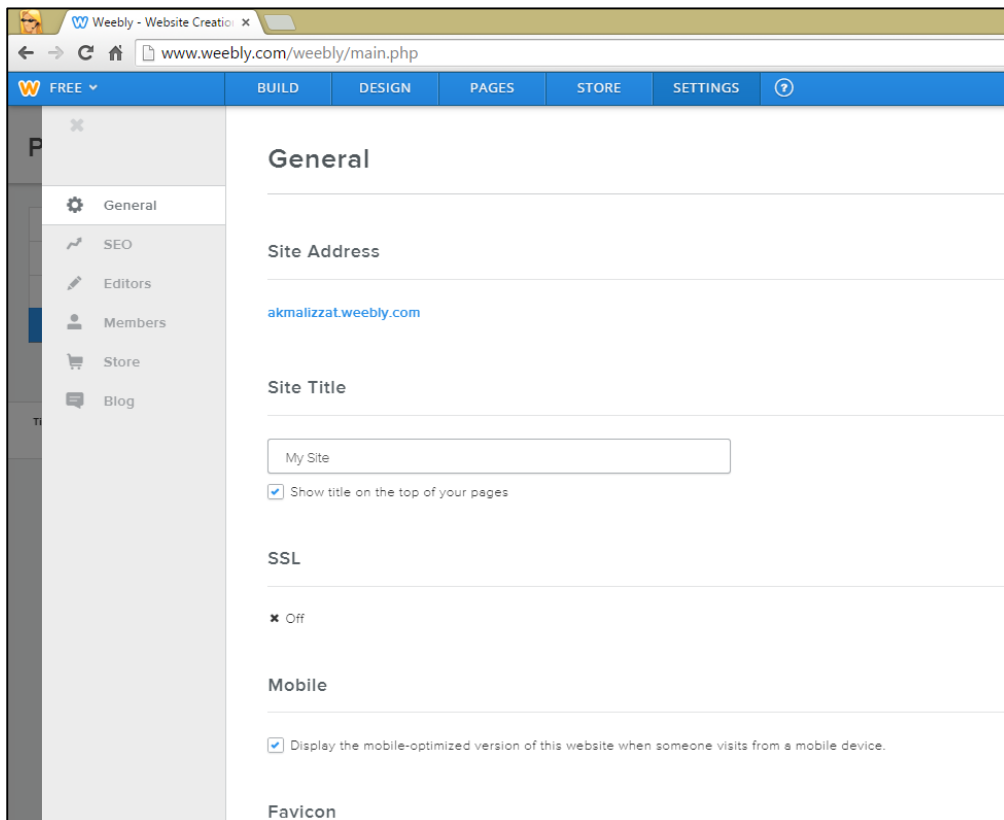 Weebly - Website Creatio
www.weebly.com/weebly/main.php
FREE BUILD DESIGN PAGES STORE SETTINGS ?
P
General
General
SEO
Editors
Members
Store
Blog
Ti
Site Address
akmalizzat.weebly.com
Site Title
My Site
Show title on the top of your pages
SSL
Off
Mobile
Display the mobile-optimized version of this website when someone visits from a mobile device.
Favicon